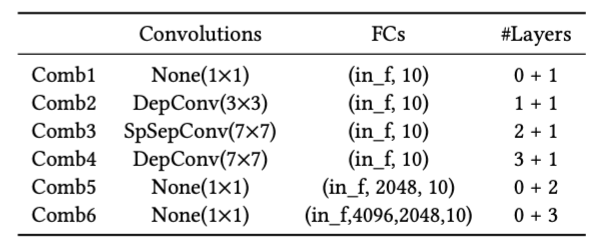 Convolutions FCs #Layers
Comb1 None(1×1) (in_f, 10) 0 + 1
Comb2 DepConv(3×3) (in_f, 10) 1 + 1
Comb3 SpSepConv(7×7) (in_f, 10) 2 + 1
Comb4 DepConv(7×7) (in_f, 10) 3 + 1
Comb5 None(1×1) (in_f, 2048, 10) 0 + 2
Comb6 None(1×1) (in_f,4096,2048,10) 0 + 3